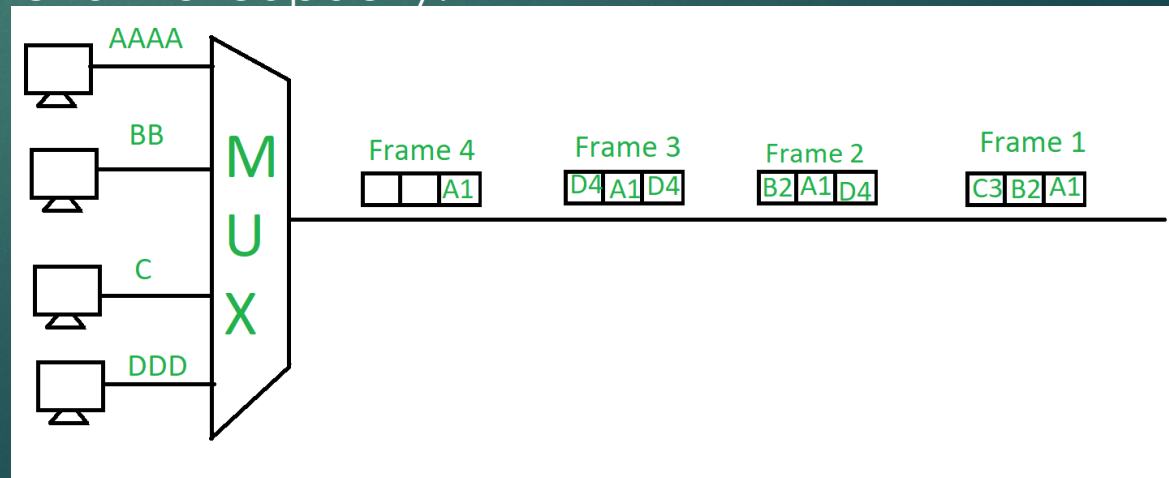 AAAA
BB
C
DDD
M
U
X
Frame 4
A1
Frame 3
D4 A1 D4
Frame 2
B2 A1 D4
Frame 1
C3 B2 A1